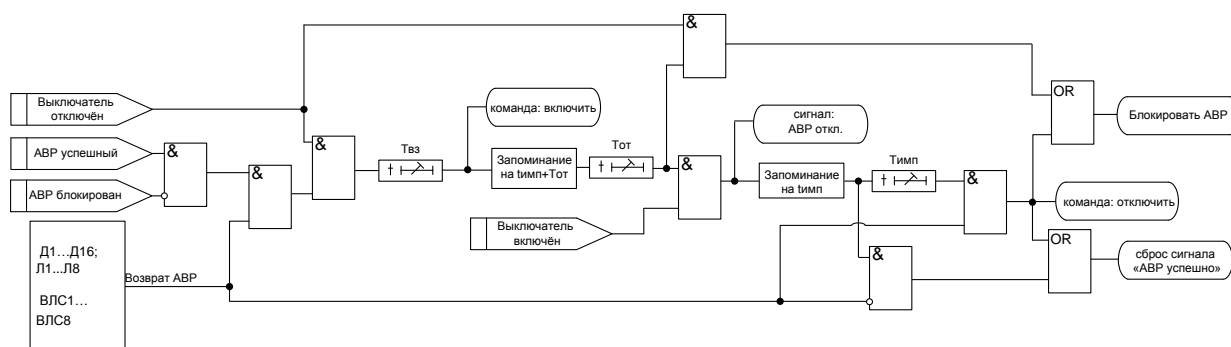 &
OR
Выключатель
отключён
команда: включить
сигнал:
АВР откл.
Блокировать АВР
АВР успешный
&
&
Твз
Запоминание
на tимп+Тот
Тот
&
Запоминание
на tимп
Тимп
&
АВР блокирован
&
команда: отключить
Выключатель
включён
OR
Д1...Д16;
Л1...Л8
Возврат АВР
ВЛС1...
ВЛС8
&
сброс сигнала
«АВР успешно»